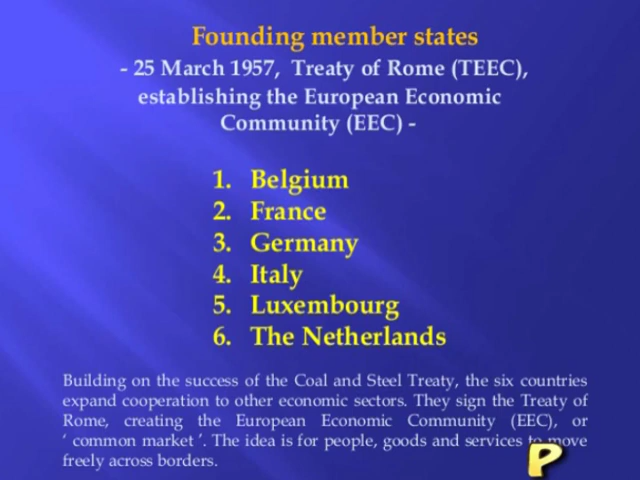 Founding member states
- 25 March 1957, Treaty of Rome (TEEC),
establishing the European Economic
Community (EEC) -
1. Belgium
2. France
3. Germany
4. Italy
5. Luxembourg
6. The Netherlands
Building on the success of the Coal and Steel Treaty, the six countries
expand cooperation to other economic sectors. They sign the Treaty of
Rome, creating the European Economic Community (EEC), or
‘ common market ’. The idea is for people, goods and services to move
freely across borders.
P